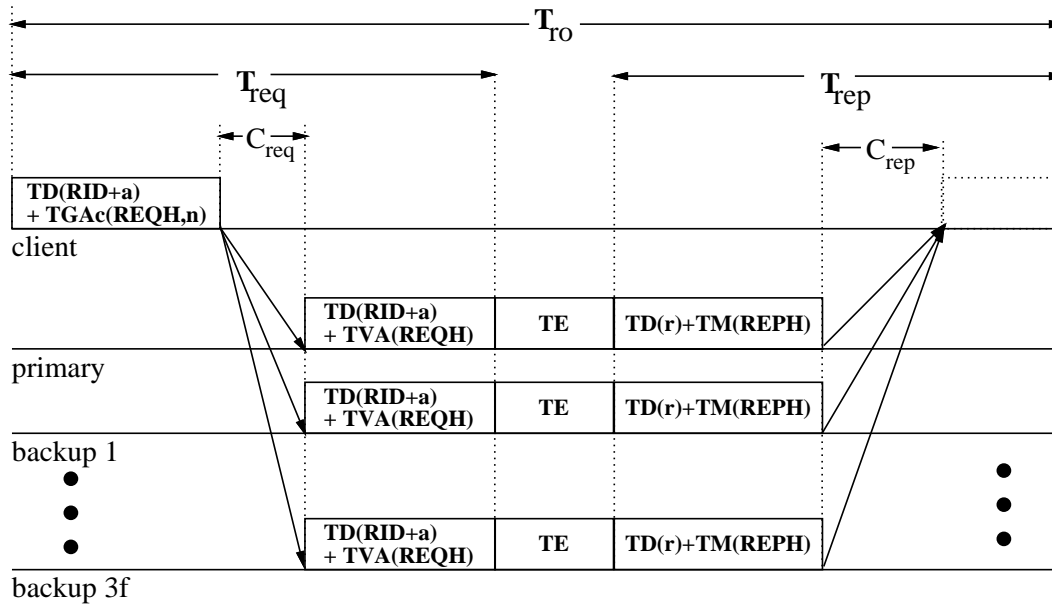 T_ro
T_req
T_rep
C_req
C_rep
TD(RID+a)
+ TGAc(REQH,n)
client
TD(RID+a)
+ TVA(REQH)
TE
TD(r)+TM(REPH)
primary
TD(RID+a)
+ TVA(REQH)
TE
TD(r)+TM(REPH)
backup 1
TD(RID+a)
+ TVA(REQH)
TE
TD(r)+TM(REPH)
backup 3f